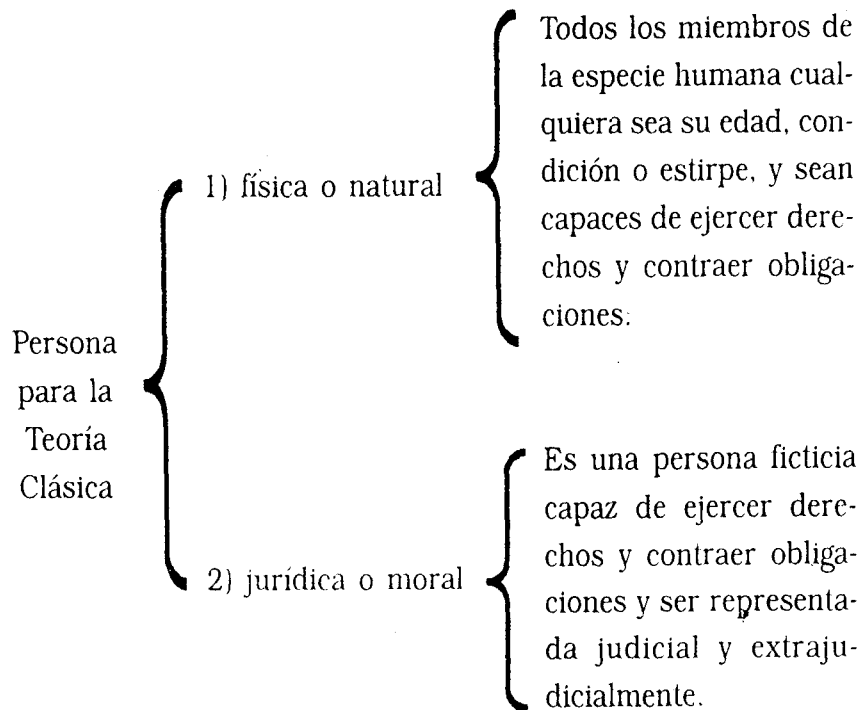 Persona
para la
Teoría
Clásica
1) física o natural
Todos los miembros de
la especie humana cual-
quiera sea su edad, con-
dición o estirpe, y sean
capaces de ejercer dere-
chos y contraer obliga-
ciones.
2) jurídica o moral
Es una persona ficticia
capaz de ejercer dere-
chos y contraer obliga-
ciones y ser representa-
da judicial y extraju-
dicialmente.